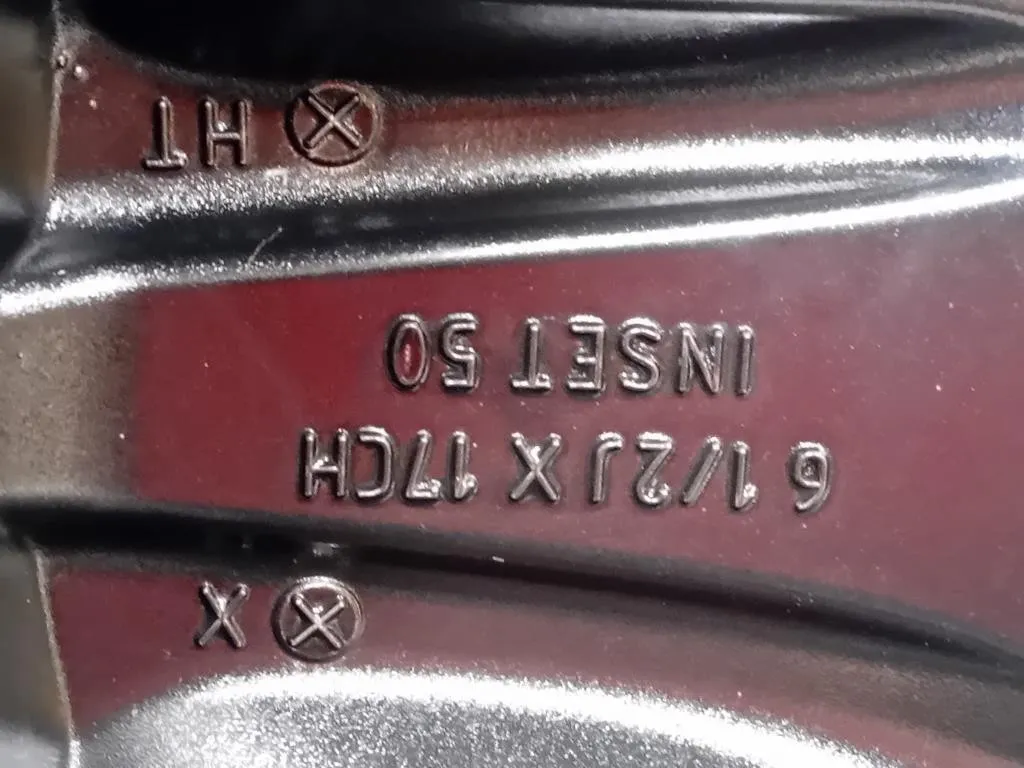 ⓧ X
6 1/2J X 17CH
INSET 50
ⓧ HT